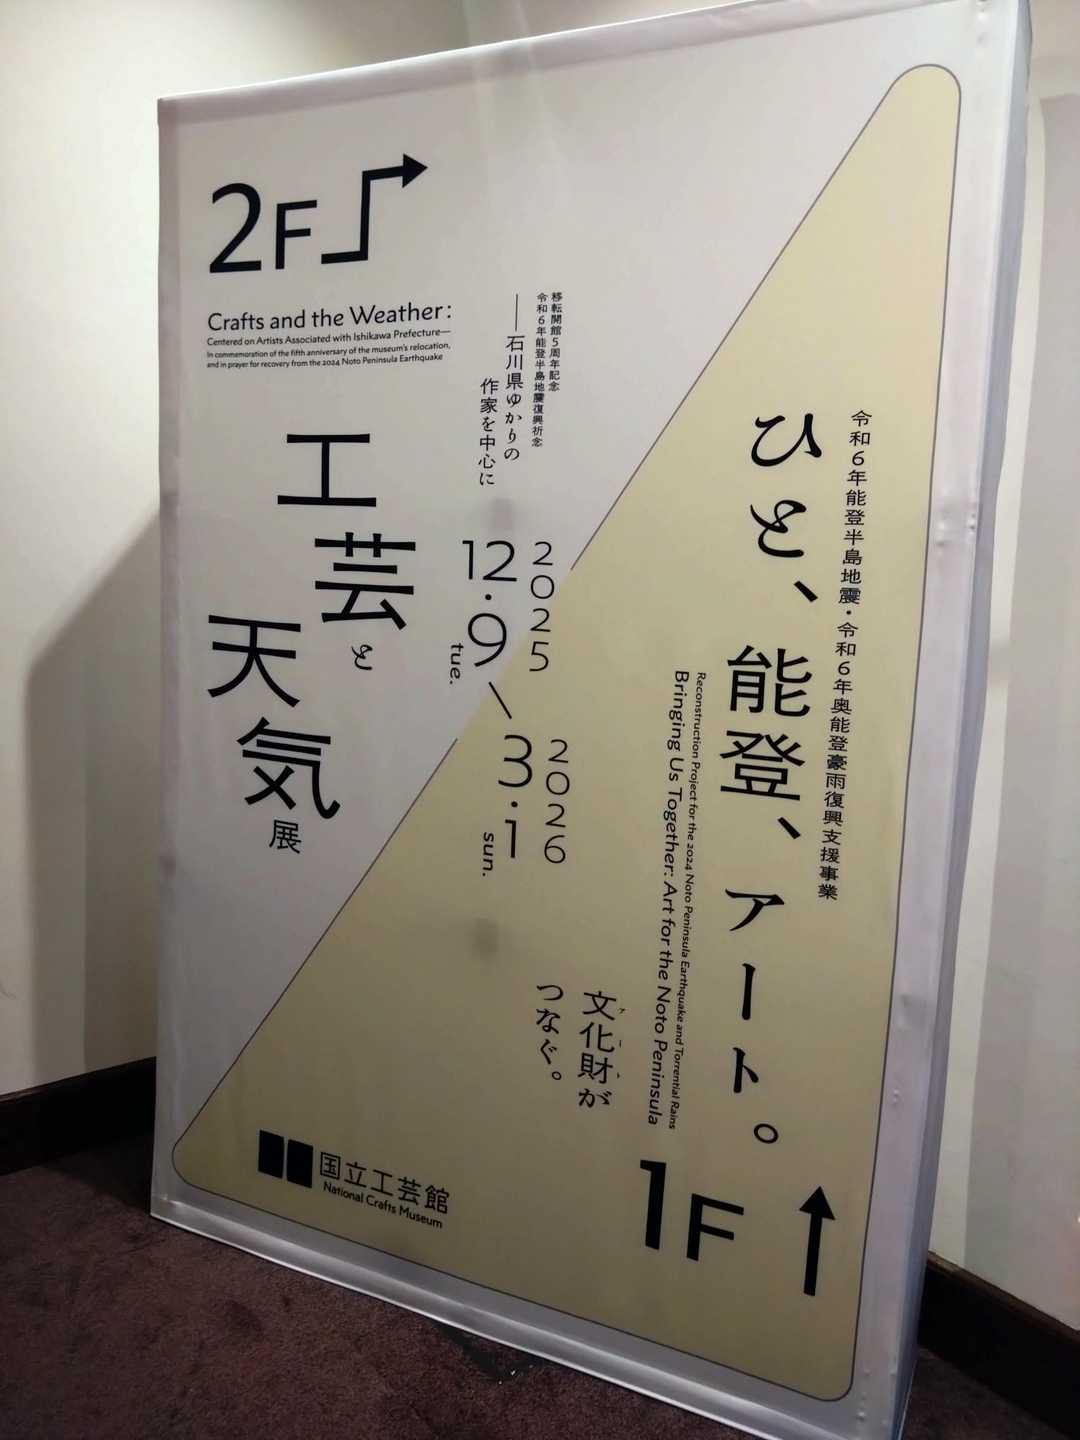 2F
Crafts and the Weather:
Centered on Artists Associated with Ishikawa Prefecture—
In commemoration of the fifth anniversary of the museum's relocation,
and in prayer for recovery from the 2024 Noto Peninsula Earthquake
移転開館5周年記念
令和6年能登半島地震復興祈念
——石川県ゆかりの
作家を中心に
工芸と
天気展
2025
12・9
tue.
2026
3・1
sun.
令和6年能登半島地震・令和6年奥能登豪雨復興支援事業
ひと、能登、アート。
Reconstruction Project for the 2024 Noto Peninsula Earthquake and Torrential Rains
Bringing Us Together: Art for the Noto Peninsula
アート
文化財が
つなぐ。
1F
国立工芸館
National Crafts Museum